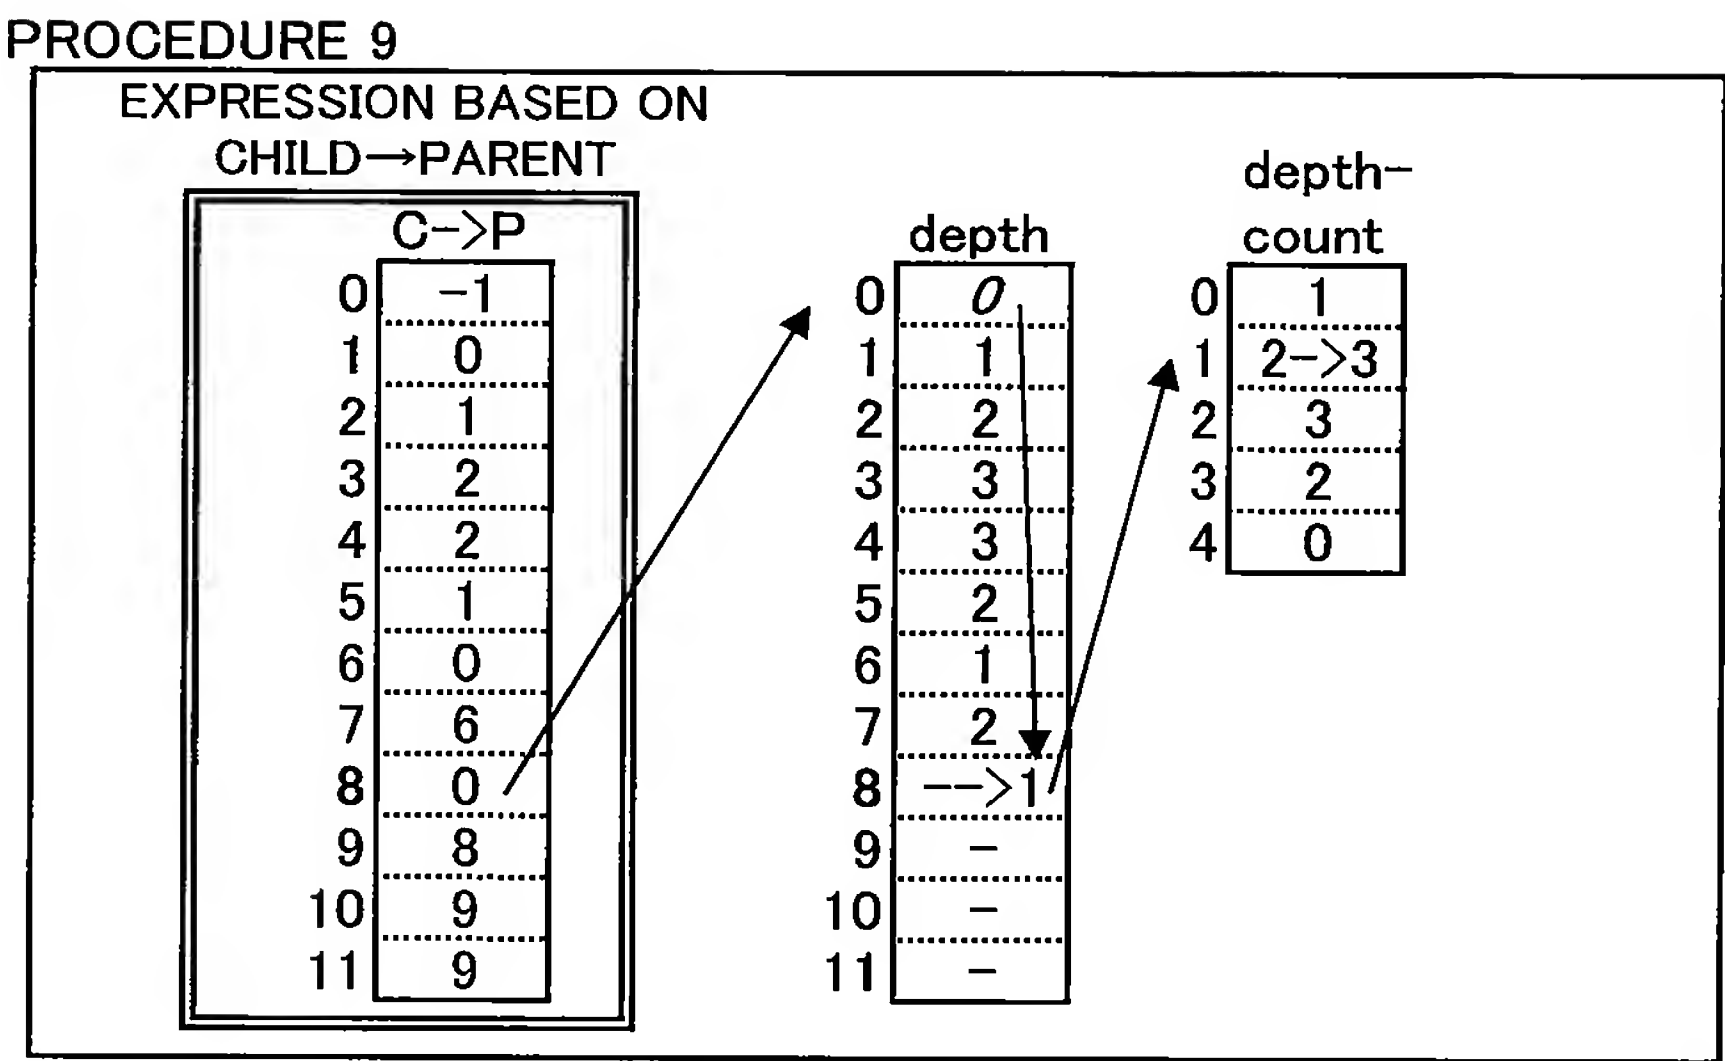 PROCEDURE 9
EXPRESSION BASED ON
CHILD→PARENT
depth-
C->P depth count
0 -1 0 0 0 1
1 0 1 1 1 2->3
2 1 2 2 2 3
3 2 3 3 3 2
4 2 4 3 4 0
5 1 5 2
6 0 6 1
7 6 7 2
8 0 8 -->1
9 8 9 -
10 9 10 -
11 9 11 -